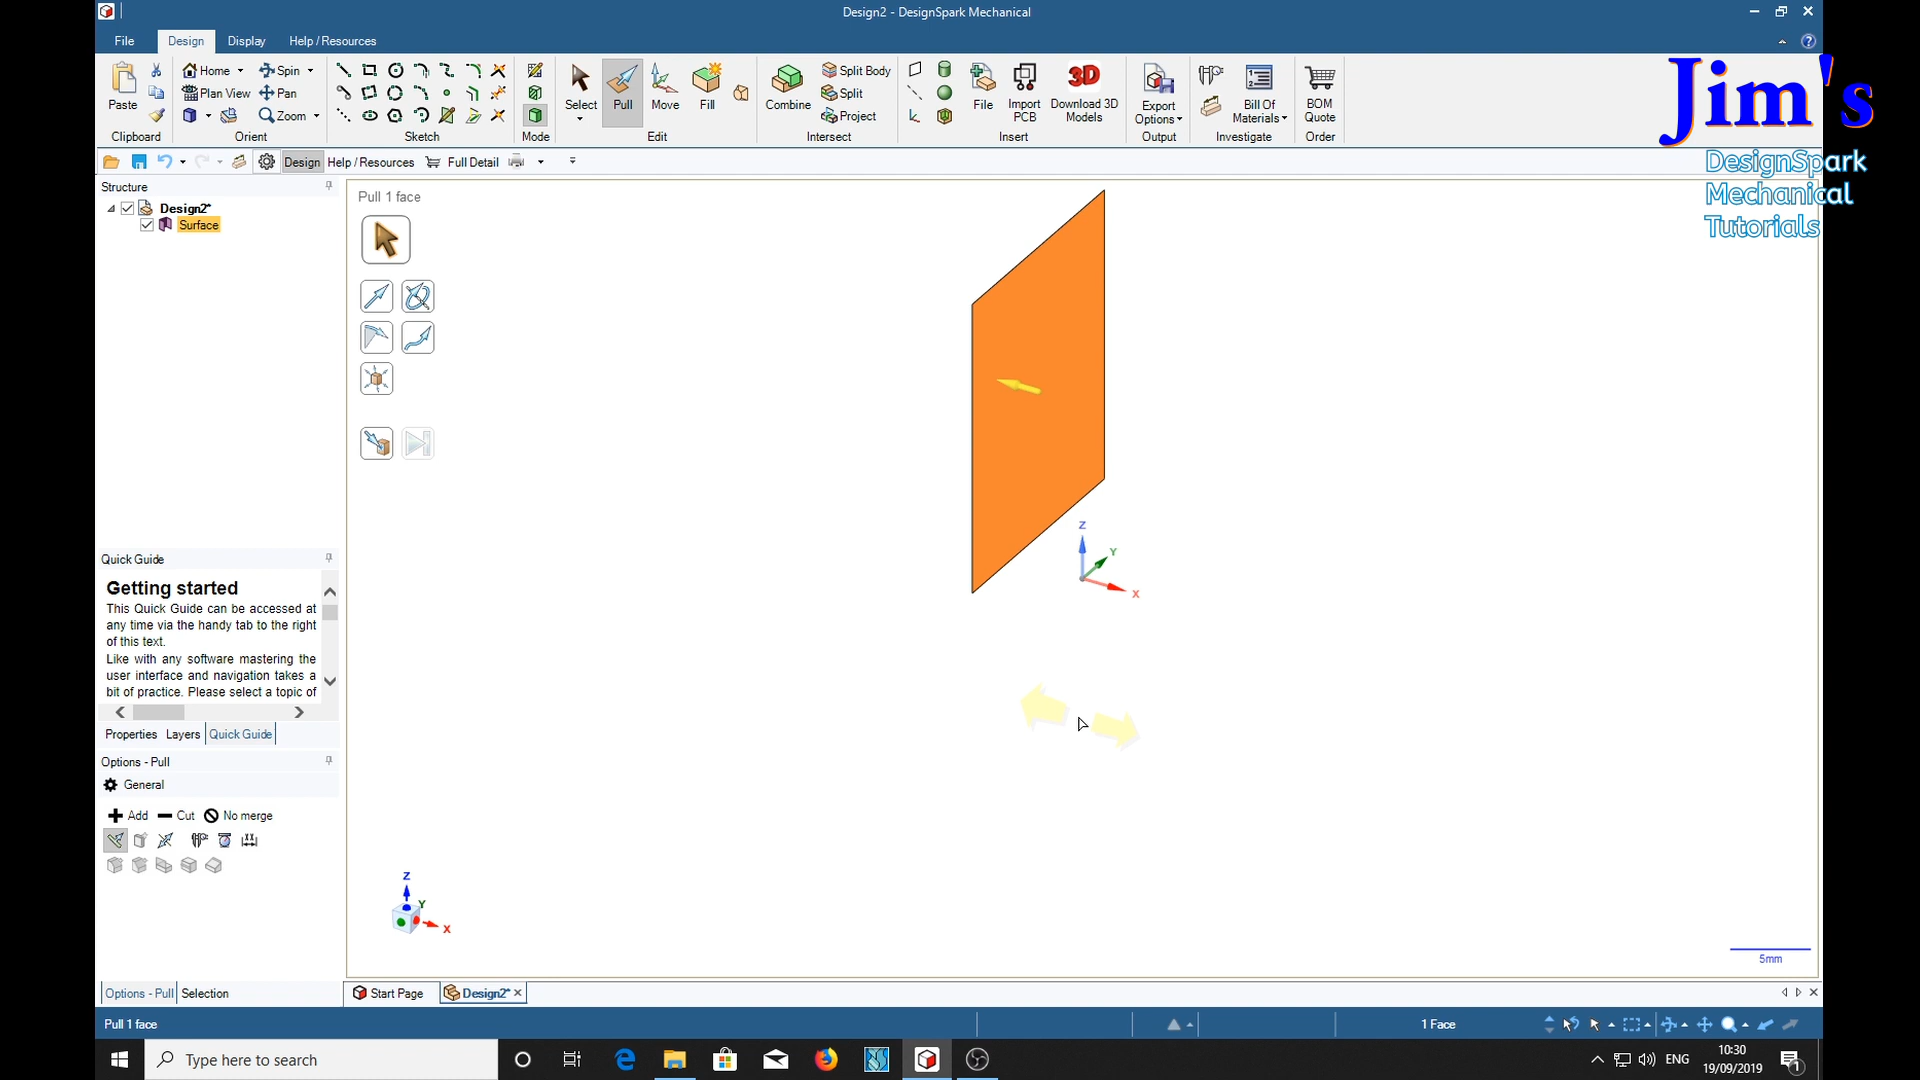 Design2 - DesignSpark Mechanical
File Design Display Help / Resources
Jim's
DesignSpark
Mechanical
Tutorials
Paste
Clipboard
Home Spin
Plan View Pan
Zoom
Orient
Sketch
Mode
Select Pull Move Fill
Edit
Combine
Split Body
Split
Project
Intersect
File
Import PCB
Download 3D Models
3D
Insert
Export Options
Output
Bill Of Materials
Investigate
BOM Quote
Order
Design Help / Resources Full Detail
Structure
Design2*
Surface
Pull 1 face
Z
Y
X
Quick Guide
Getting started
This Quick Guide can be accessed at
any time via the handy tab to the right
of this text.
Like with any software mastering the
user interface and navigation takes a
bit of practice. Please select a topic of
Properties Layers Quick Guide
Options - Pull
General
Add Cut No merge
Z
Y
X
5mm
Options - Pull Selection
Start Page Design2*
Pull 1 face
1 Face
Type here to search
ENG
10:30
19/09/2019
1